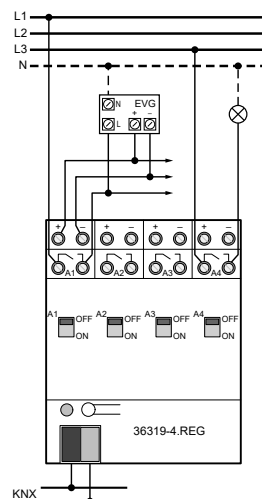 L1
L2
L3
N
N EVG
L + −
+ − + − + − + −
A1 A2 A3 A4
A1 OFF A2 OFF A3 OFF A4 OFF
ON ON ON ON
36319-4.REG
KNX